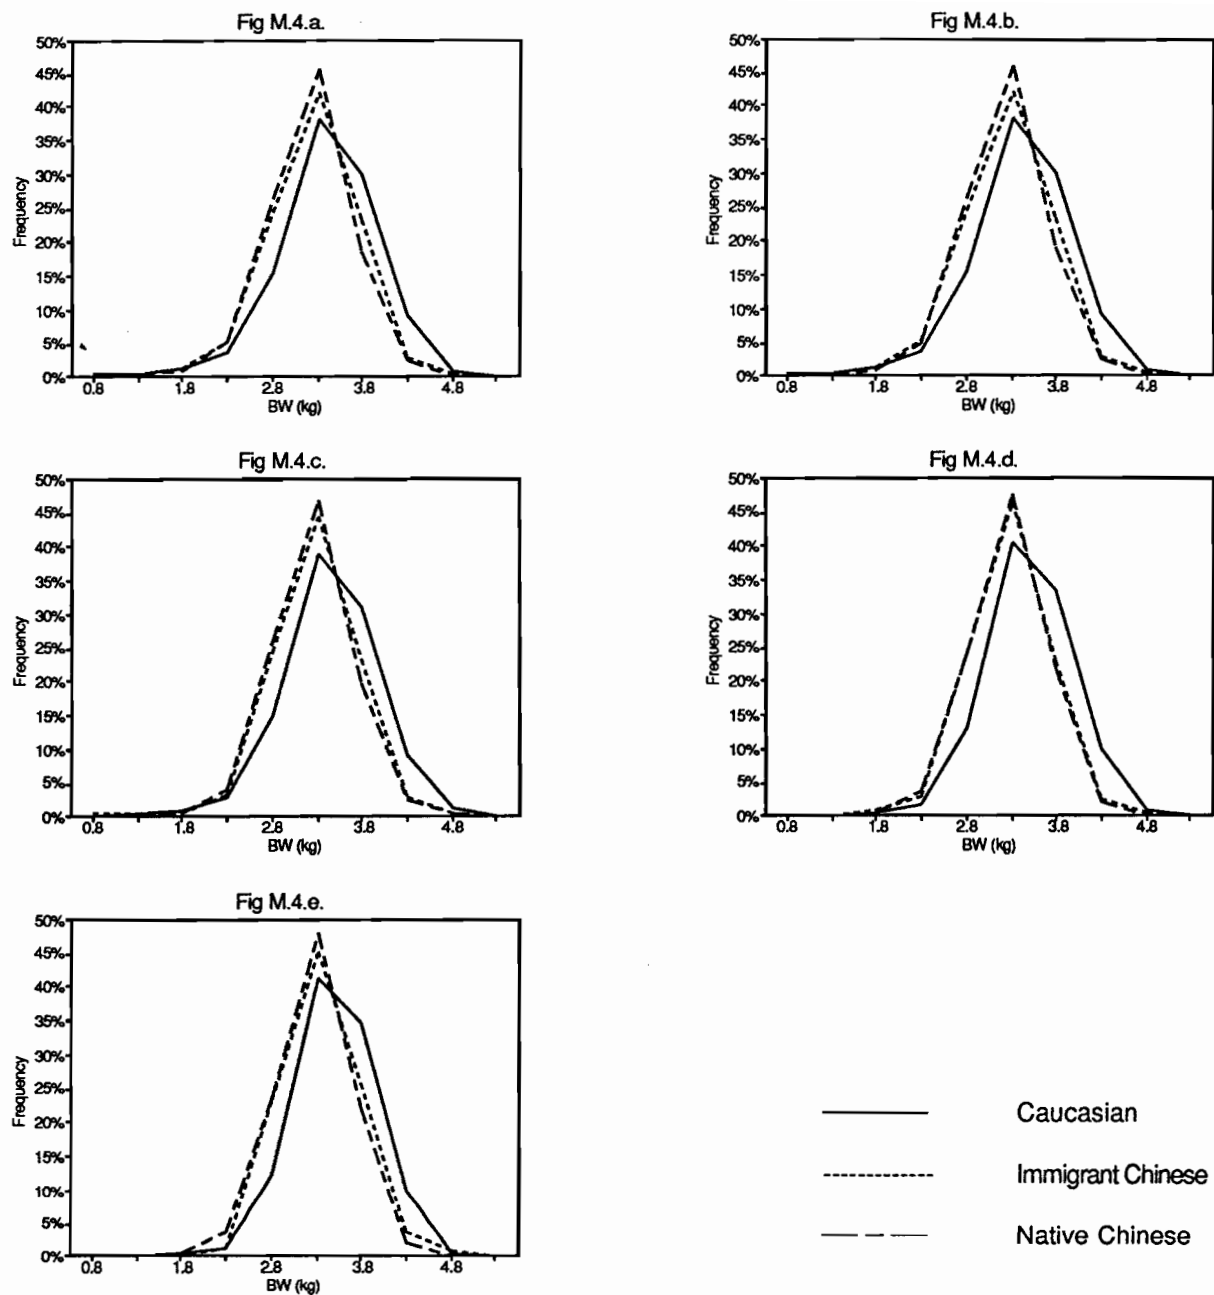 Fig M.4.a.
50%
45%
40%
35%
30%
25%
20%
15%
10%
5%
0%
Frequency
0.8 1.8 2.8 3.8 4.8
BW (kg)
Fig M.4.b.
50%
45%
40%
35%
30%
25%
20%
15%
10%
5%
0%
Frequency
0.8 1.8 2.8 3.8 4.8
BW (kg)
Fig M.4.c.
50%
45%
40%
35%
30%
25%
20%
15%
10%
5%
0%
Frequency
0.8 1.8 2.8 3.8 4.8
BW (kg)
Fig M.4.d.
50%
45%
40%
35%
30%
25%
20%
15%
10%
5%
0%
Frequency
0.8 1.8 2.8 3.8 4.8
BW (kg)
Fig M.4.e.
50%
45%
40%
35%
30%
25%
20%
15%
10%
5%
0%
Frequency
0.8 1.8 2.8 3.8 4.8
BW (kg)
Caucasian
Immigrant Chinese
Native Chinese